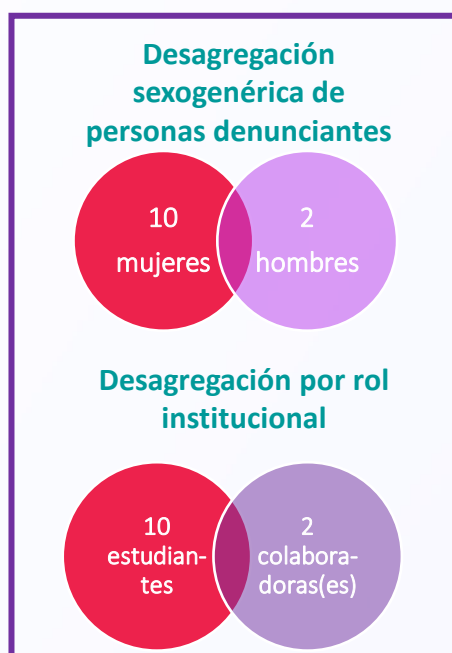 Desagregación
sexogenérica de
personas denunciantes
10
mujeres
2
hombres
Desagregación por rol
institucional
10
estudian-
tes
2
colabora-
doras(es)